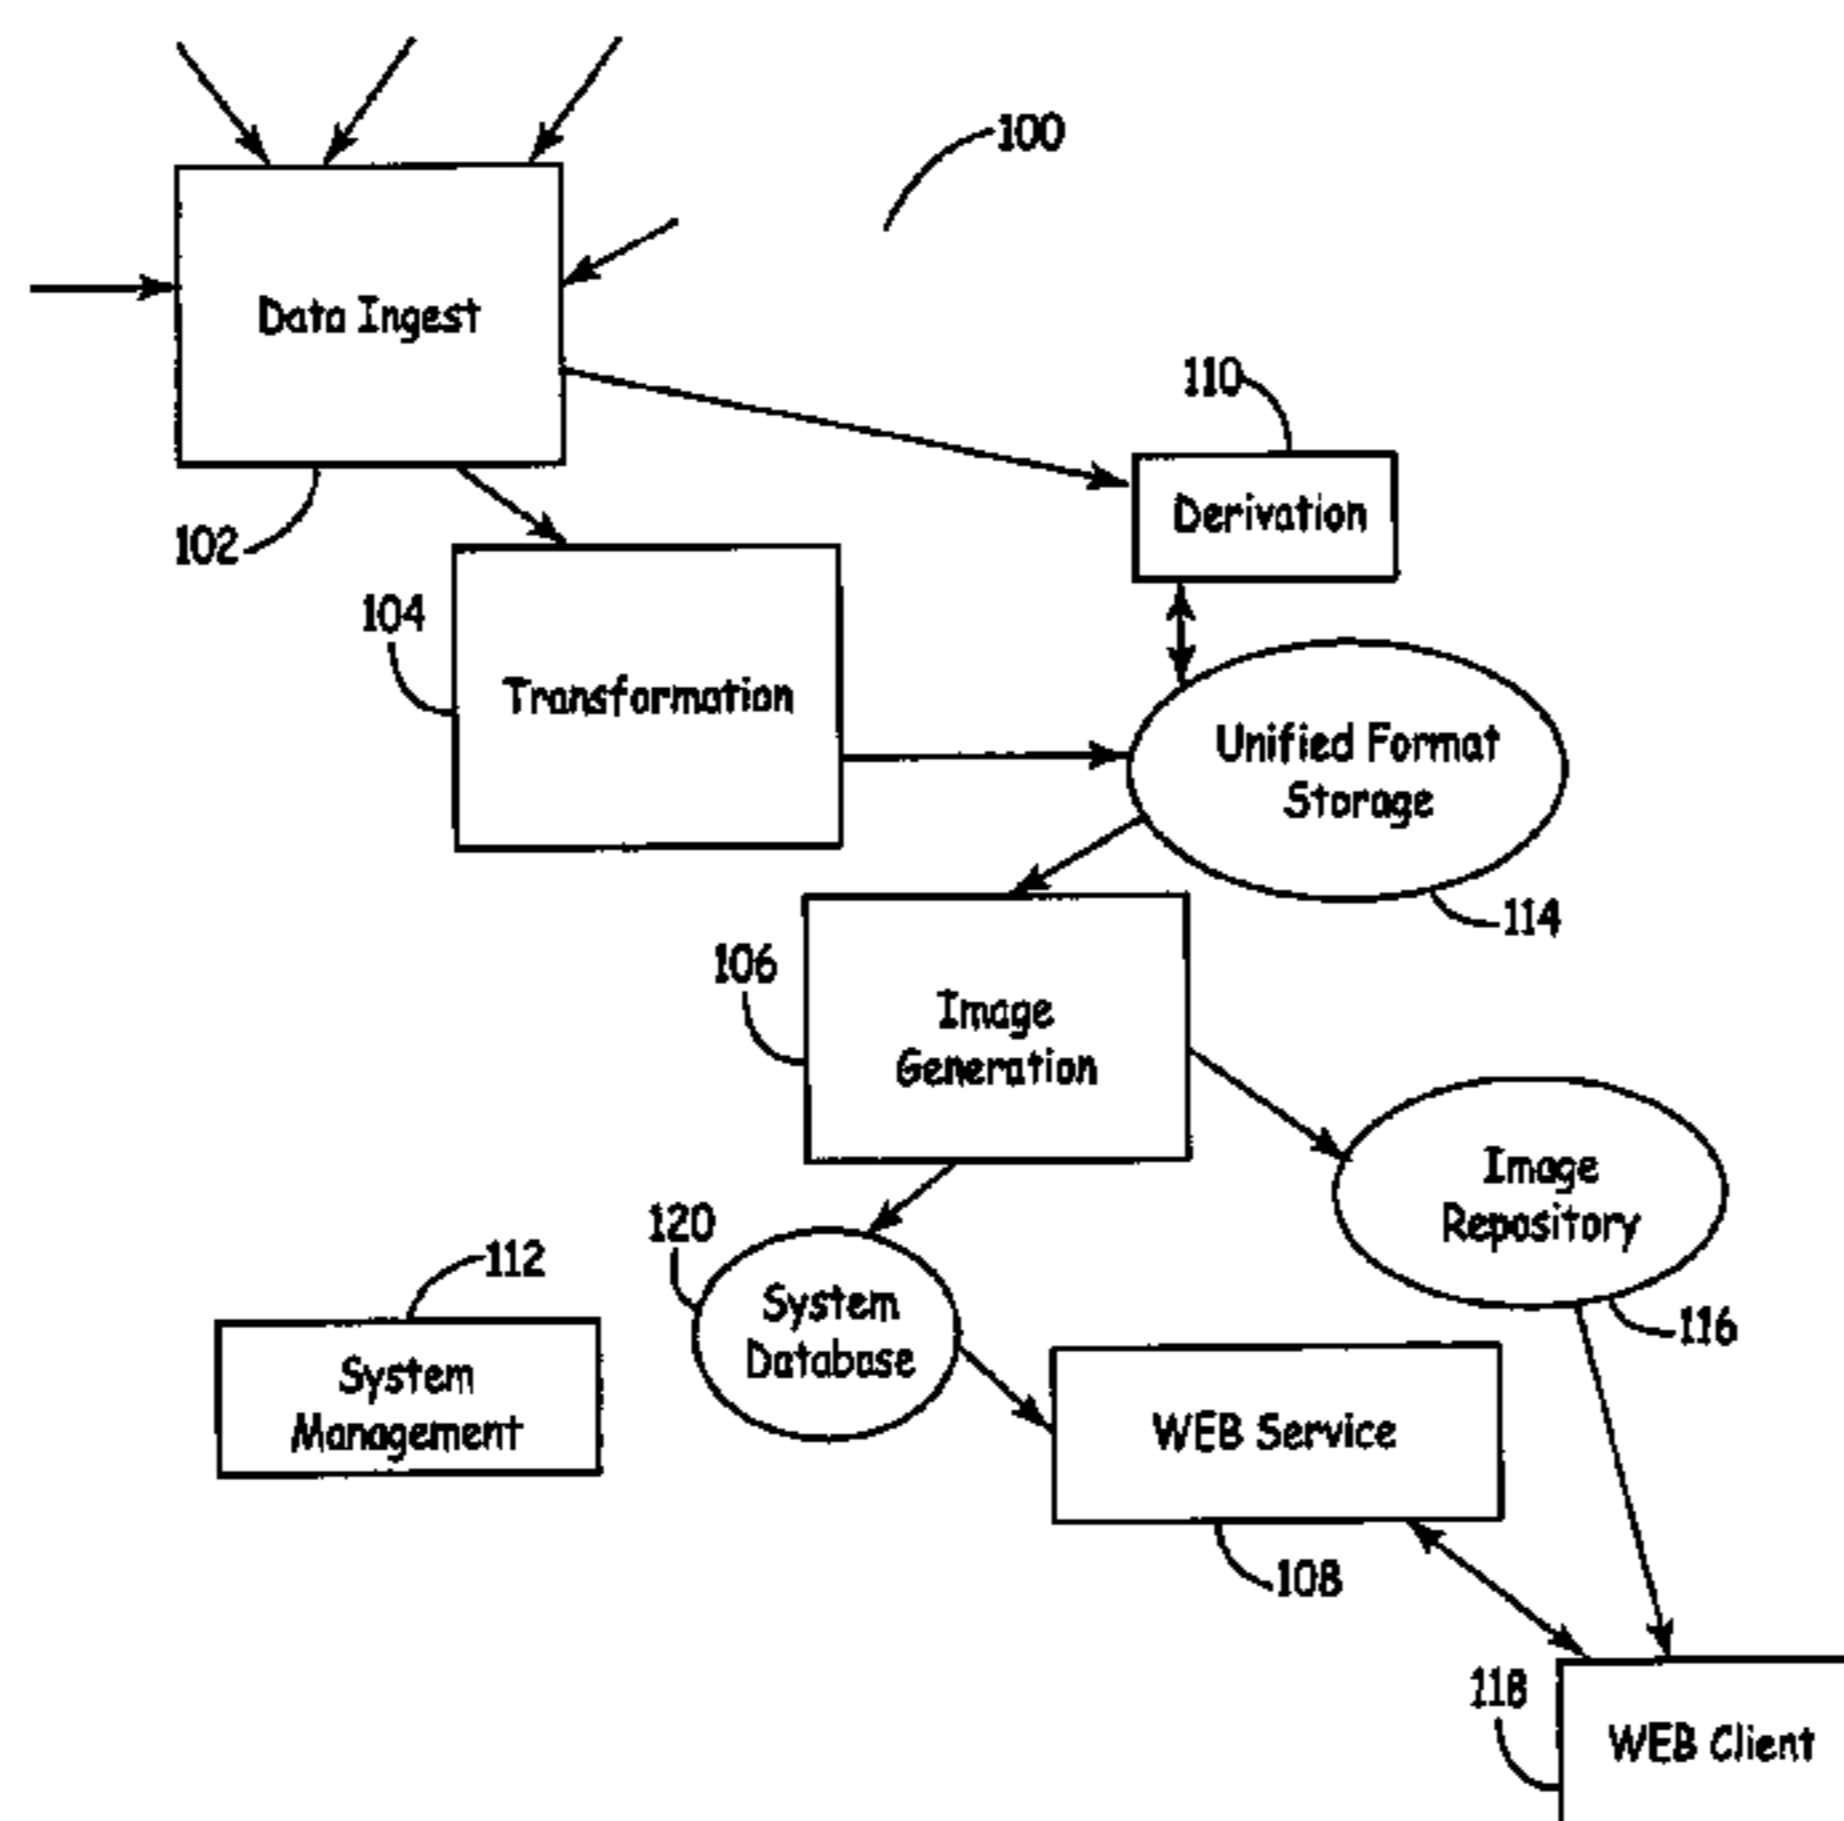 100
Data Ingest
110
Derivation
102
104
Transformation
Unified Format
Storage
114
106
Image
Generation
Image
Repository
120
112
System
Database
116
System
Management
WEB Service
108
118
WEB Client